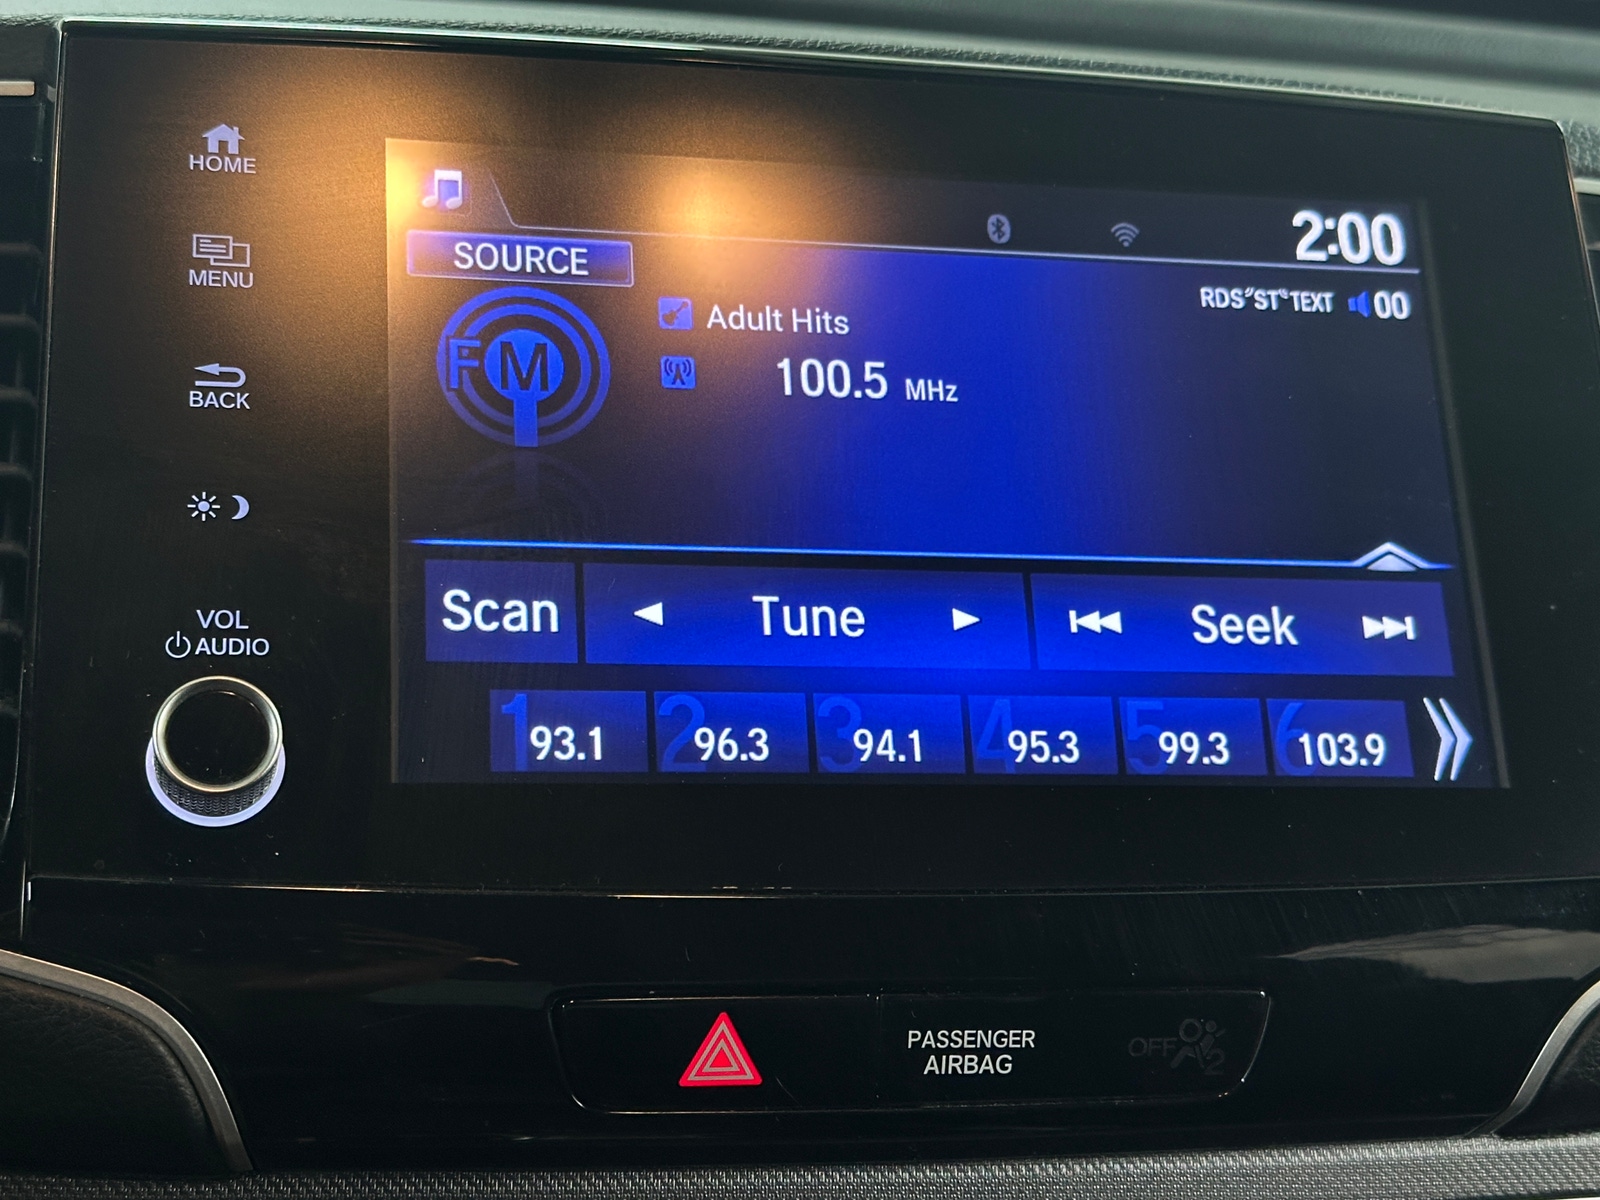 HOME
MENU
BACK
VOL
AUDIO
SOURCE
2:00
RDS ST TEXT 00
FM
Adult Hits
100.5 MHz
Scan
Tune
Seek
1 93.1
2 96.3
3 94.1
4 95.3
5 99.3
6 103.9
PASSENGER
AIRBAG
OFF 2